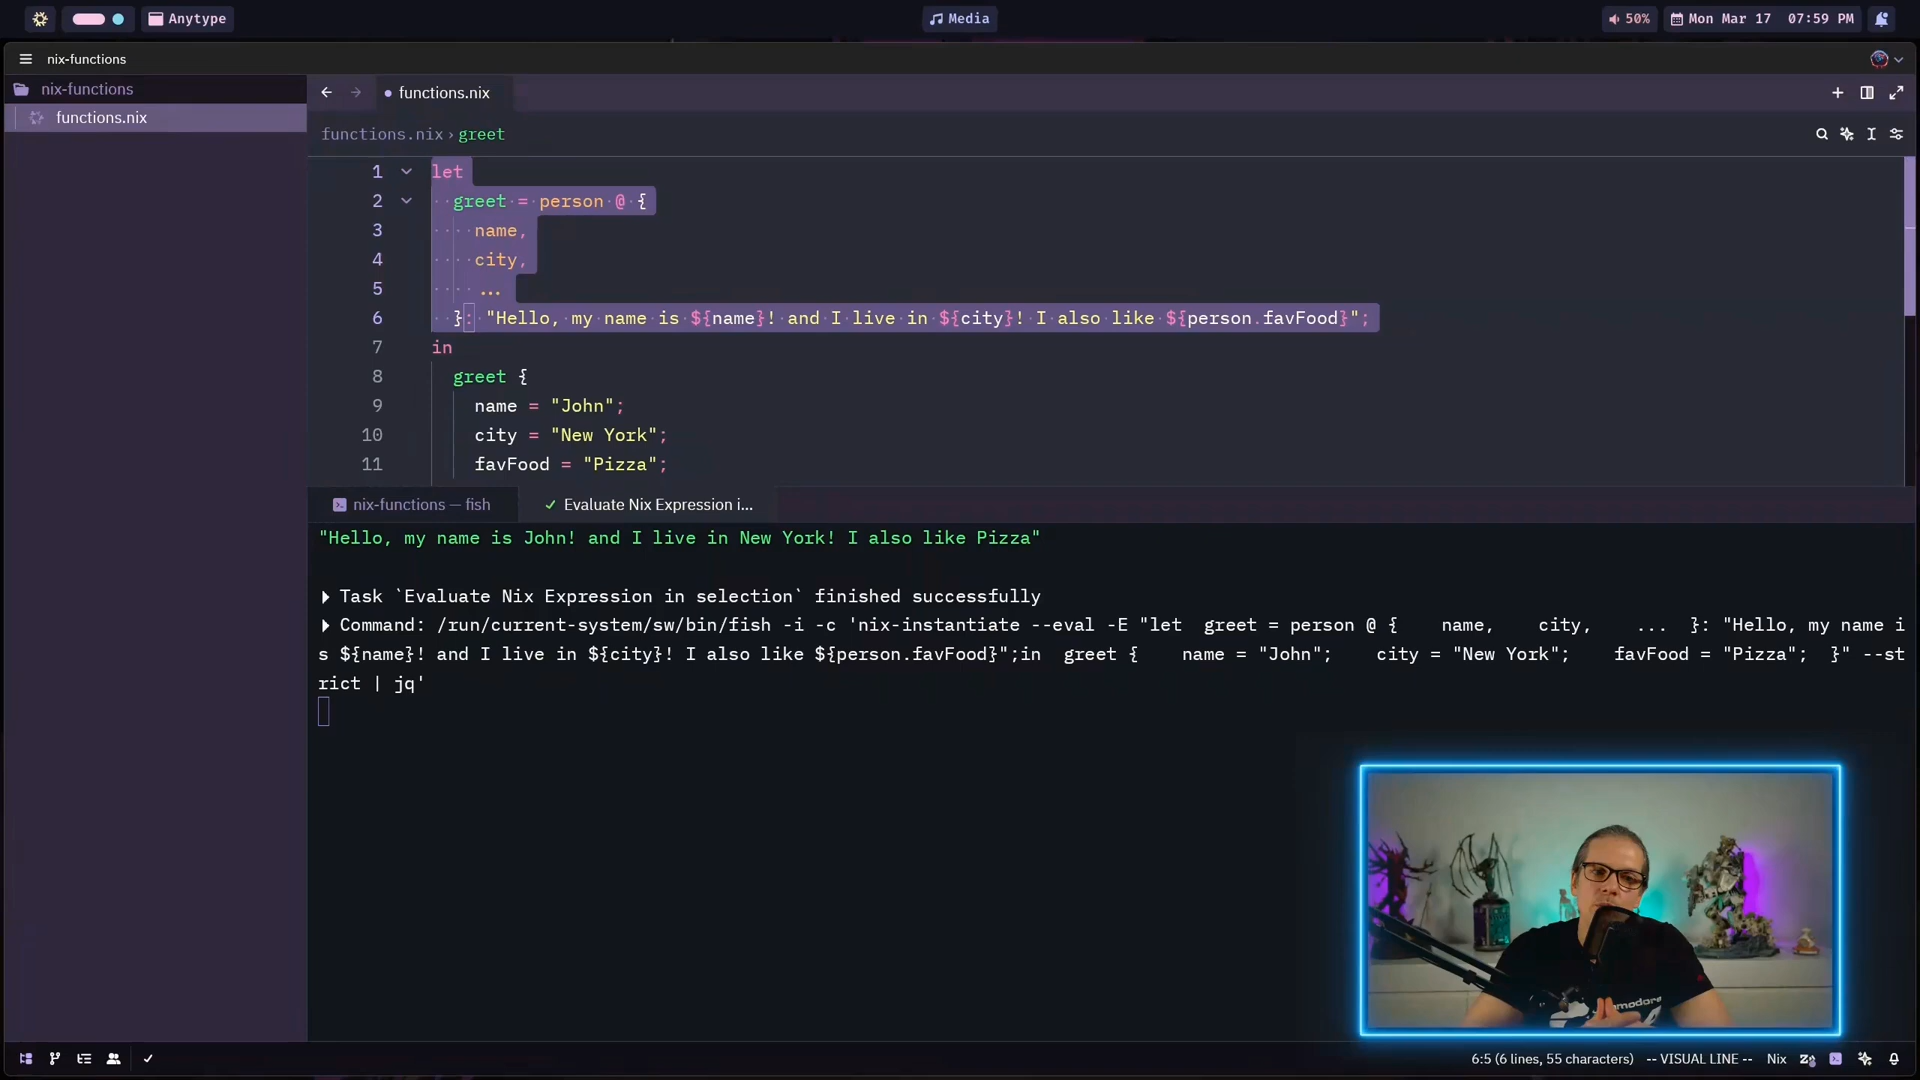 Anytype
Media
50%
Mon Mar 17 07:59 PM
nix-functions
nix-functions
functions.nix
functions.nix
functions.nix › greet
1 let
2 greet = person @ {
3 name,
4 city,
5 ...
6 }: "Hello, my name is ${name}! and I live in ${city}! I also like ${person.favFood}";
7 in
8 greet {
9 name = "John";
10 city = "New York";
11 favFood = "Pizza";
nix-functions — fish
Evaluate Nix Expression i...
"Hello, my name is John! and I live in New York! I also like Pizza"
Task `Evaluate Nix Expression in selection` finished successfully
Command: /run/current-system/sw/bin/fish -i -c 'nix-instantiate --eval -E "let greet = person @ { name, city, ... }: "Hello, my name i
s ${name}! and I live in ${city}! I also like ${person.favFood}";in greet { name = "John"; city = "New York"; favFood = "Pizza"; }" --st
rict | jq'
6:5 (6 lines, 55 characters) -- VISUAL LINE -- Nix